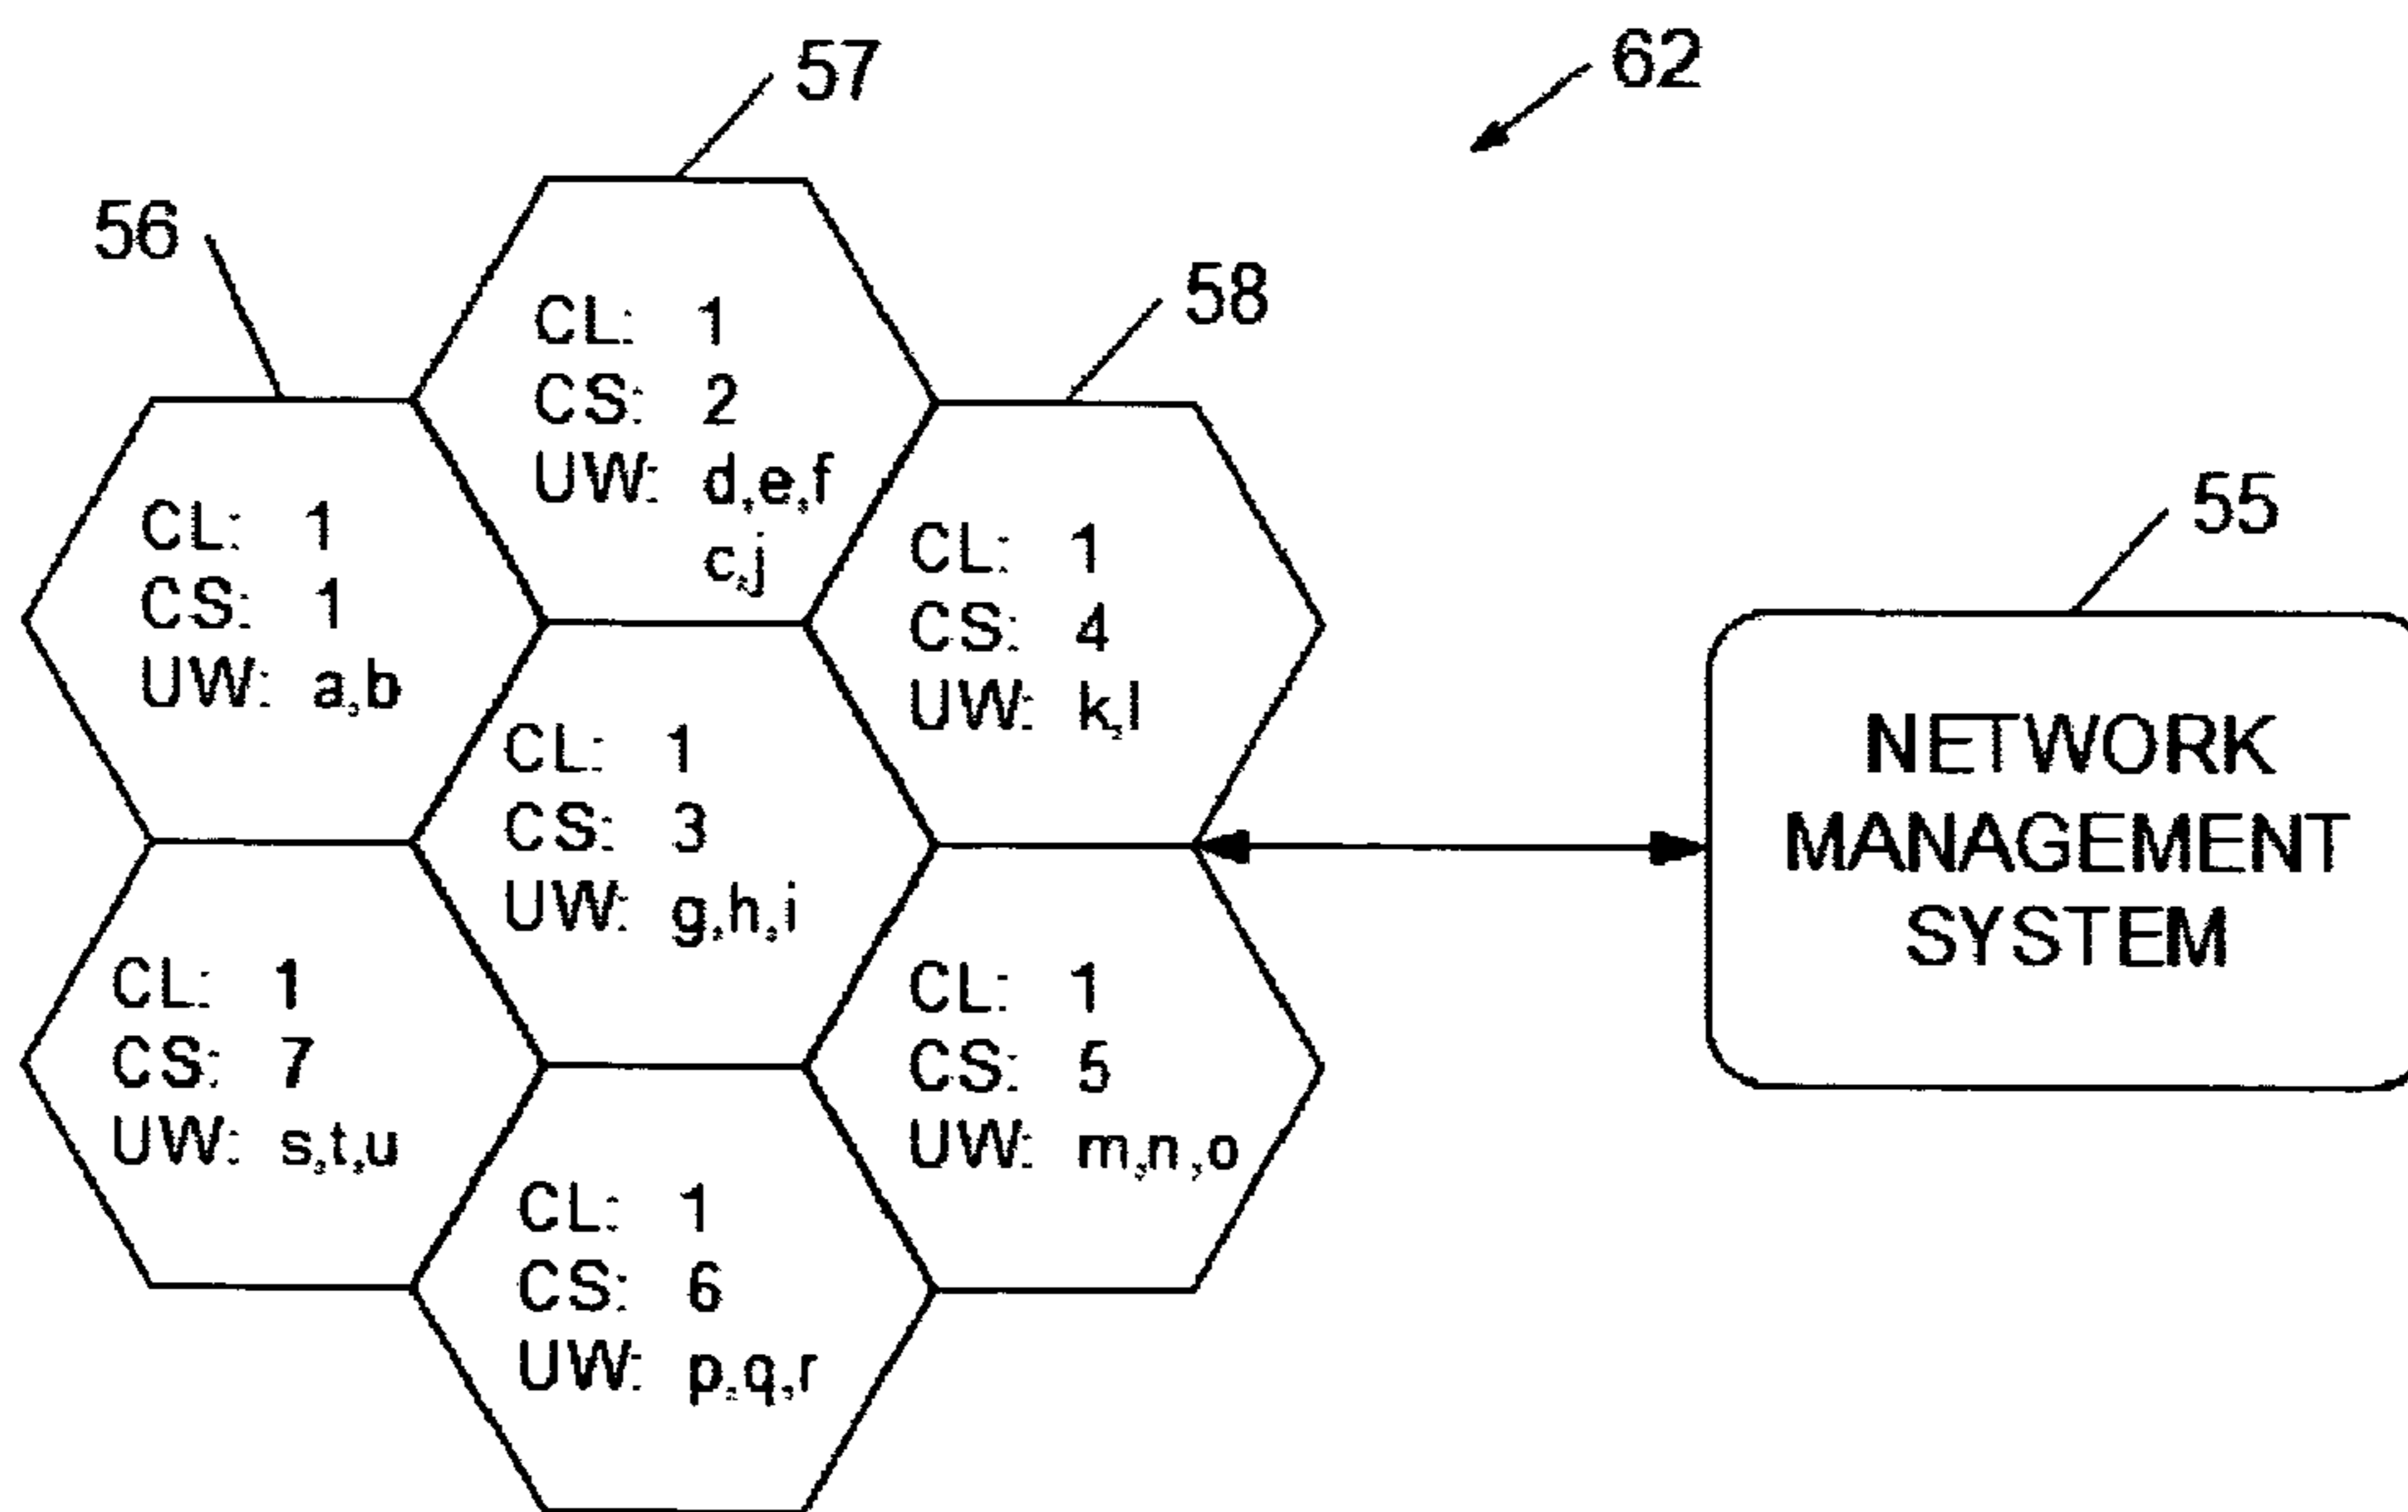 57
62
56
58
CL: 1
CS: 2
UW: d,e,f
c,j
CL: 1
CS: 1
UW: a,b
CL: 1
CS: 4
UW: k,l
55
NETWORK
MANAGEMENT
SYSTEM
CL: 1
CS: 3
UW: g,h,i
CL: 1
CS: 7
UW: s,t,u
CL: 1
CS: 5
UW: m,n,o
CL: 1
CS: 6
UW: p,q,r